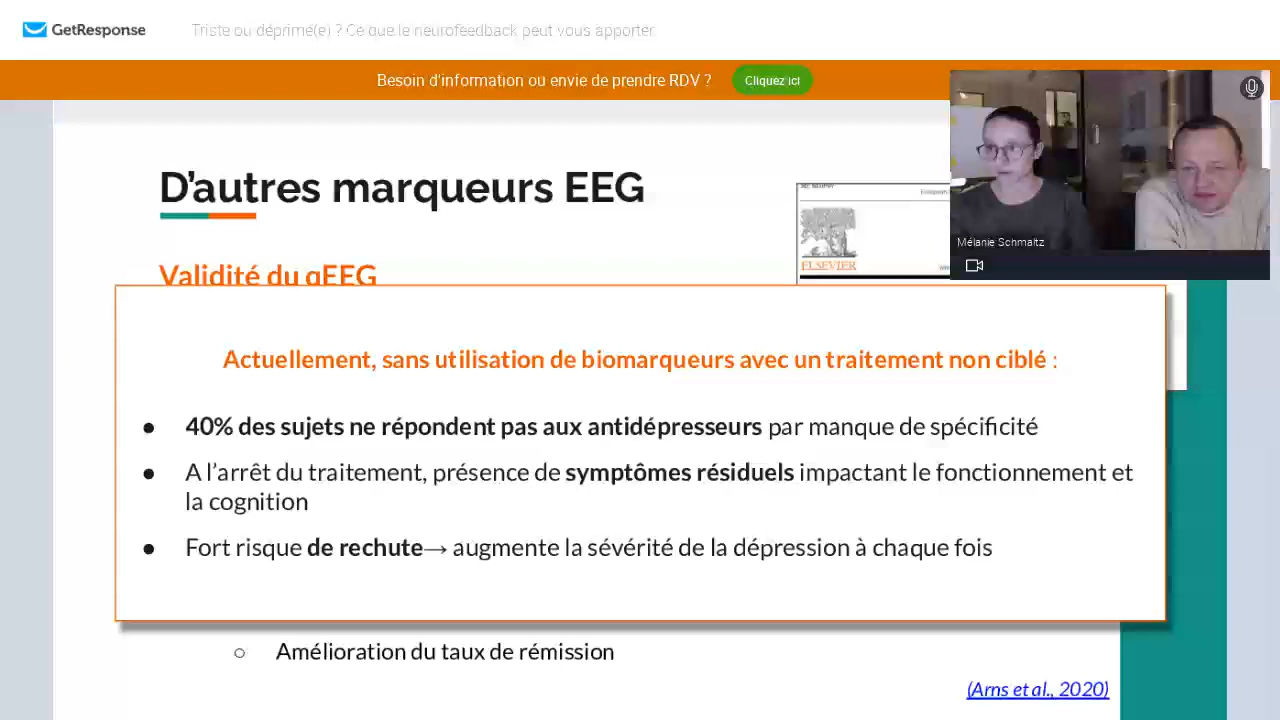 GetResponse
Triste ou déprimé(e) ? Ce que le neurofeedback peut vous apporter
Besoin d'information ou envie de prendre RDV ?
Cliquez ici
Mélanie Schmaltz
D'autres marqueurs EEG
ELSEVIER
Validité du qEEG
Actuellement, sans utilisation de biomarqueurs avec un traitement non ciblé :
● 40% des sujets ne répondent pas aux antidépresseurs par manque de spécificité
● A l'arrêt du traitement, présence de symptômes résiduels impactant le fonctionnement et
la cognition
● Fort risque de rechute→ augmente la sévérité de la dépression à chaque fois
○ Amélioration du taux de rémission
(Arns et al., 2020)